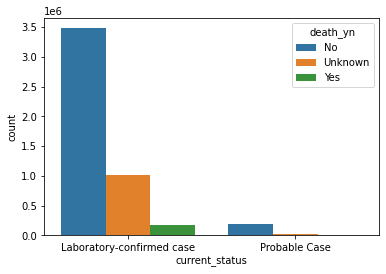 1e6
death_yn
No
Unknown
Yes
3.5
3.0
2.5
2.0
1.5
1.0
0.5
0.0
count
Laboratory-confirmed case
Probable Case
current_status